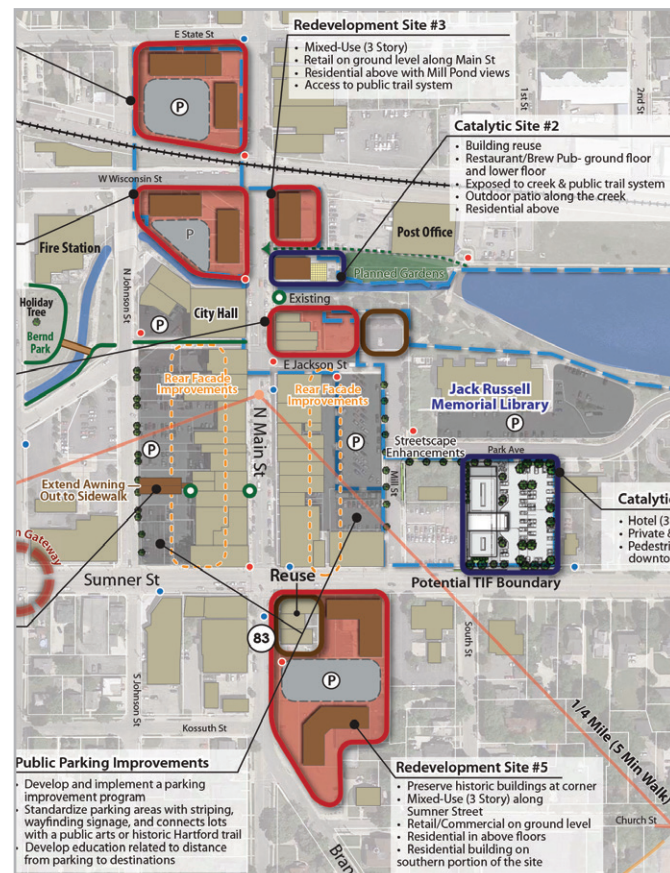 E State St
Redevelopment Site #3
• Mixed-Use (3 Story)
• Retail on ground level along Main St
• Residential above with Mill Pond views
• Access to public trail system
1st St
2nd St
P
Catalytic Site #2
• Building reuse
• Restaurant/Brew Pub- ground floor
and lower floor
• Exposed to creek & public trail system
• Outdoor patio along the creek
• Residential above
W Wisconsin St
P
Post Office
Fire Station
N Johnson St
Planned Gardens
Holiday
Tree
Bernd
Park
City Hall
Existing
P
E Jackson St
Rear Facade
Improvements
Rear Facade
Improvements
N Main St
Jack Russell
Memorial Library
P
P
P
Streetscape
Enhancements
Park Ave
Mill St
Extend Awning
Out to Sidewalk
Catalytic
• Hotel (3
• Private &
• Pedestri
downto
n Gateway
Sumner St
Reuse
Potential TIF Boundary
83
P
South St
S Johnson St
Kossuth St
1/4 Mile (5 Min Walk
Public Parking Improvements
• Develop and implement a parking
improvement program
• Standardize parking areas with striping,
wayfinding signage, and connects lots
with a public arts or historic Hartford trail
• Develop education related to distance
from parking to destinations
Redevelopment Site #5
• Preserve historic buildings at corner
• Mixed-Use (3 Story) along
Sumner Street
• Retail/Commercial on ground level
• Residential in above floors
• Residential building on
southern portion of the site
Church St
Bran